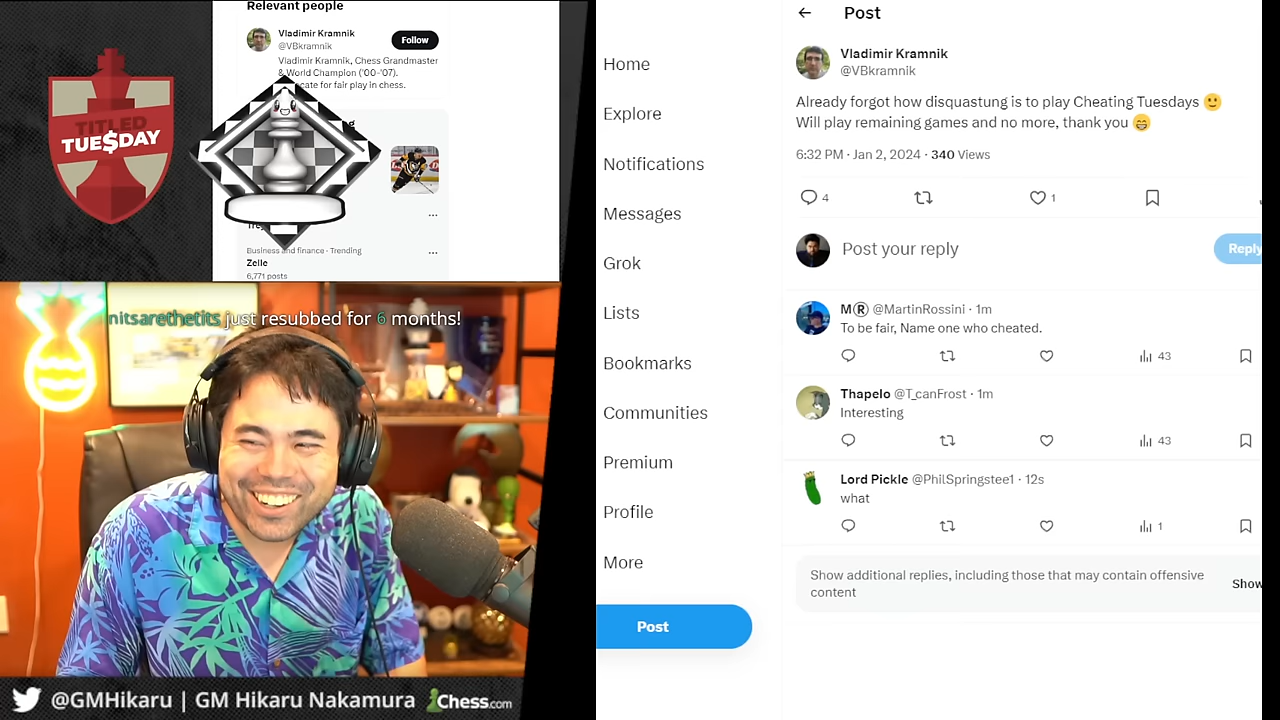 Relevant people
Vladimir Kramnik
@VBkramnik
Follow
Vladimir Kramnik, Chess Grandmaster
& World Champion ('00-'07).
cate for fair play in chess.
TITLED
TUE$DAY
Business and finance · Trending
Zelle
6,771 posts
nitsarethetits just resubbed for 6 months!
@GMHikaru | GM Hikaru Nakamura
Chess.com
Home
Explore
Notifications
Messages
Grok
Lists
Bookmarks
Communities
Premium
Profile
More
Post
Post
Vladimir Kramnik
@VBkramnik
Already forgot how disquastung is to play Cheating Tuesdays 🙂
Will play remaining games and no more, thank you 😁
6:32 PM · Jan 2, 2024 · 340 Views
4
1
Post your reply
Reply
MⓇ @MartinRossini · 1m
To be fair, Name one who cheated.
43
Thapelo @T_canFrost · 1m
Interesting
43
Lord Pickle @PhilSpringstee1 · 12s
what
1
Show additional replies, including those that may contain offensive
content
Show